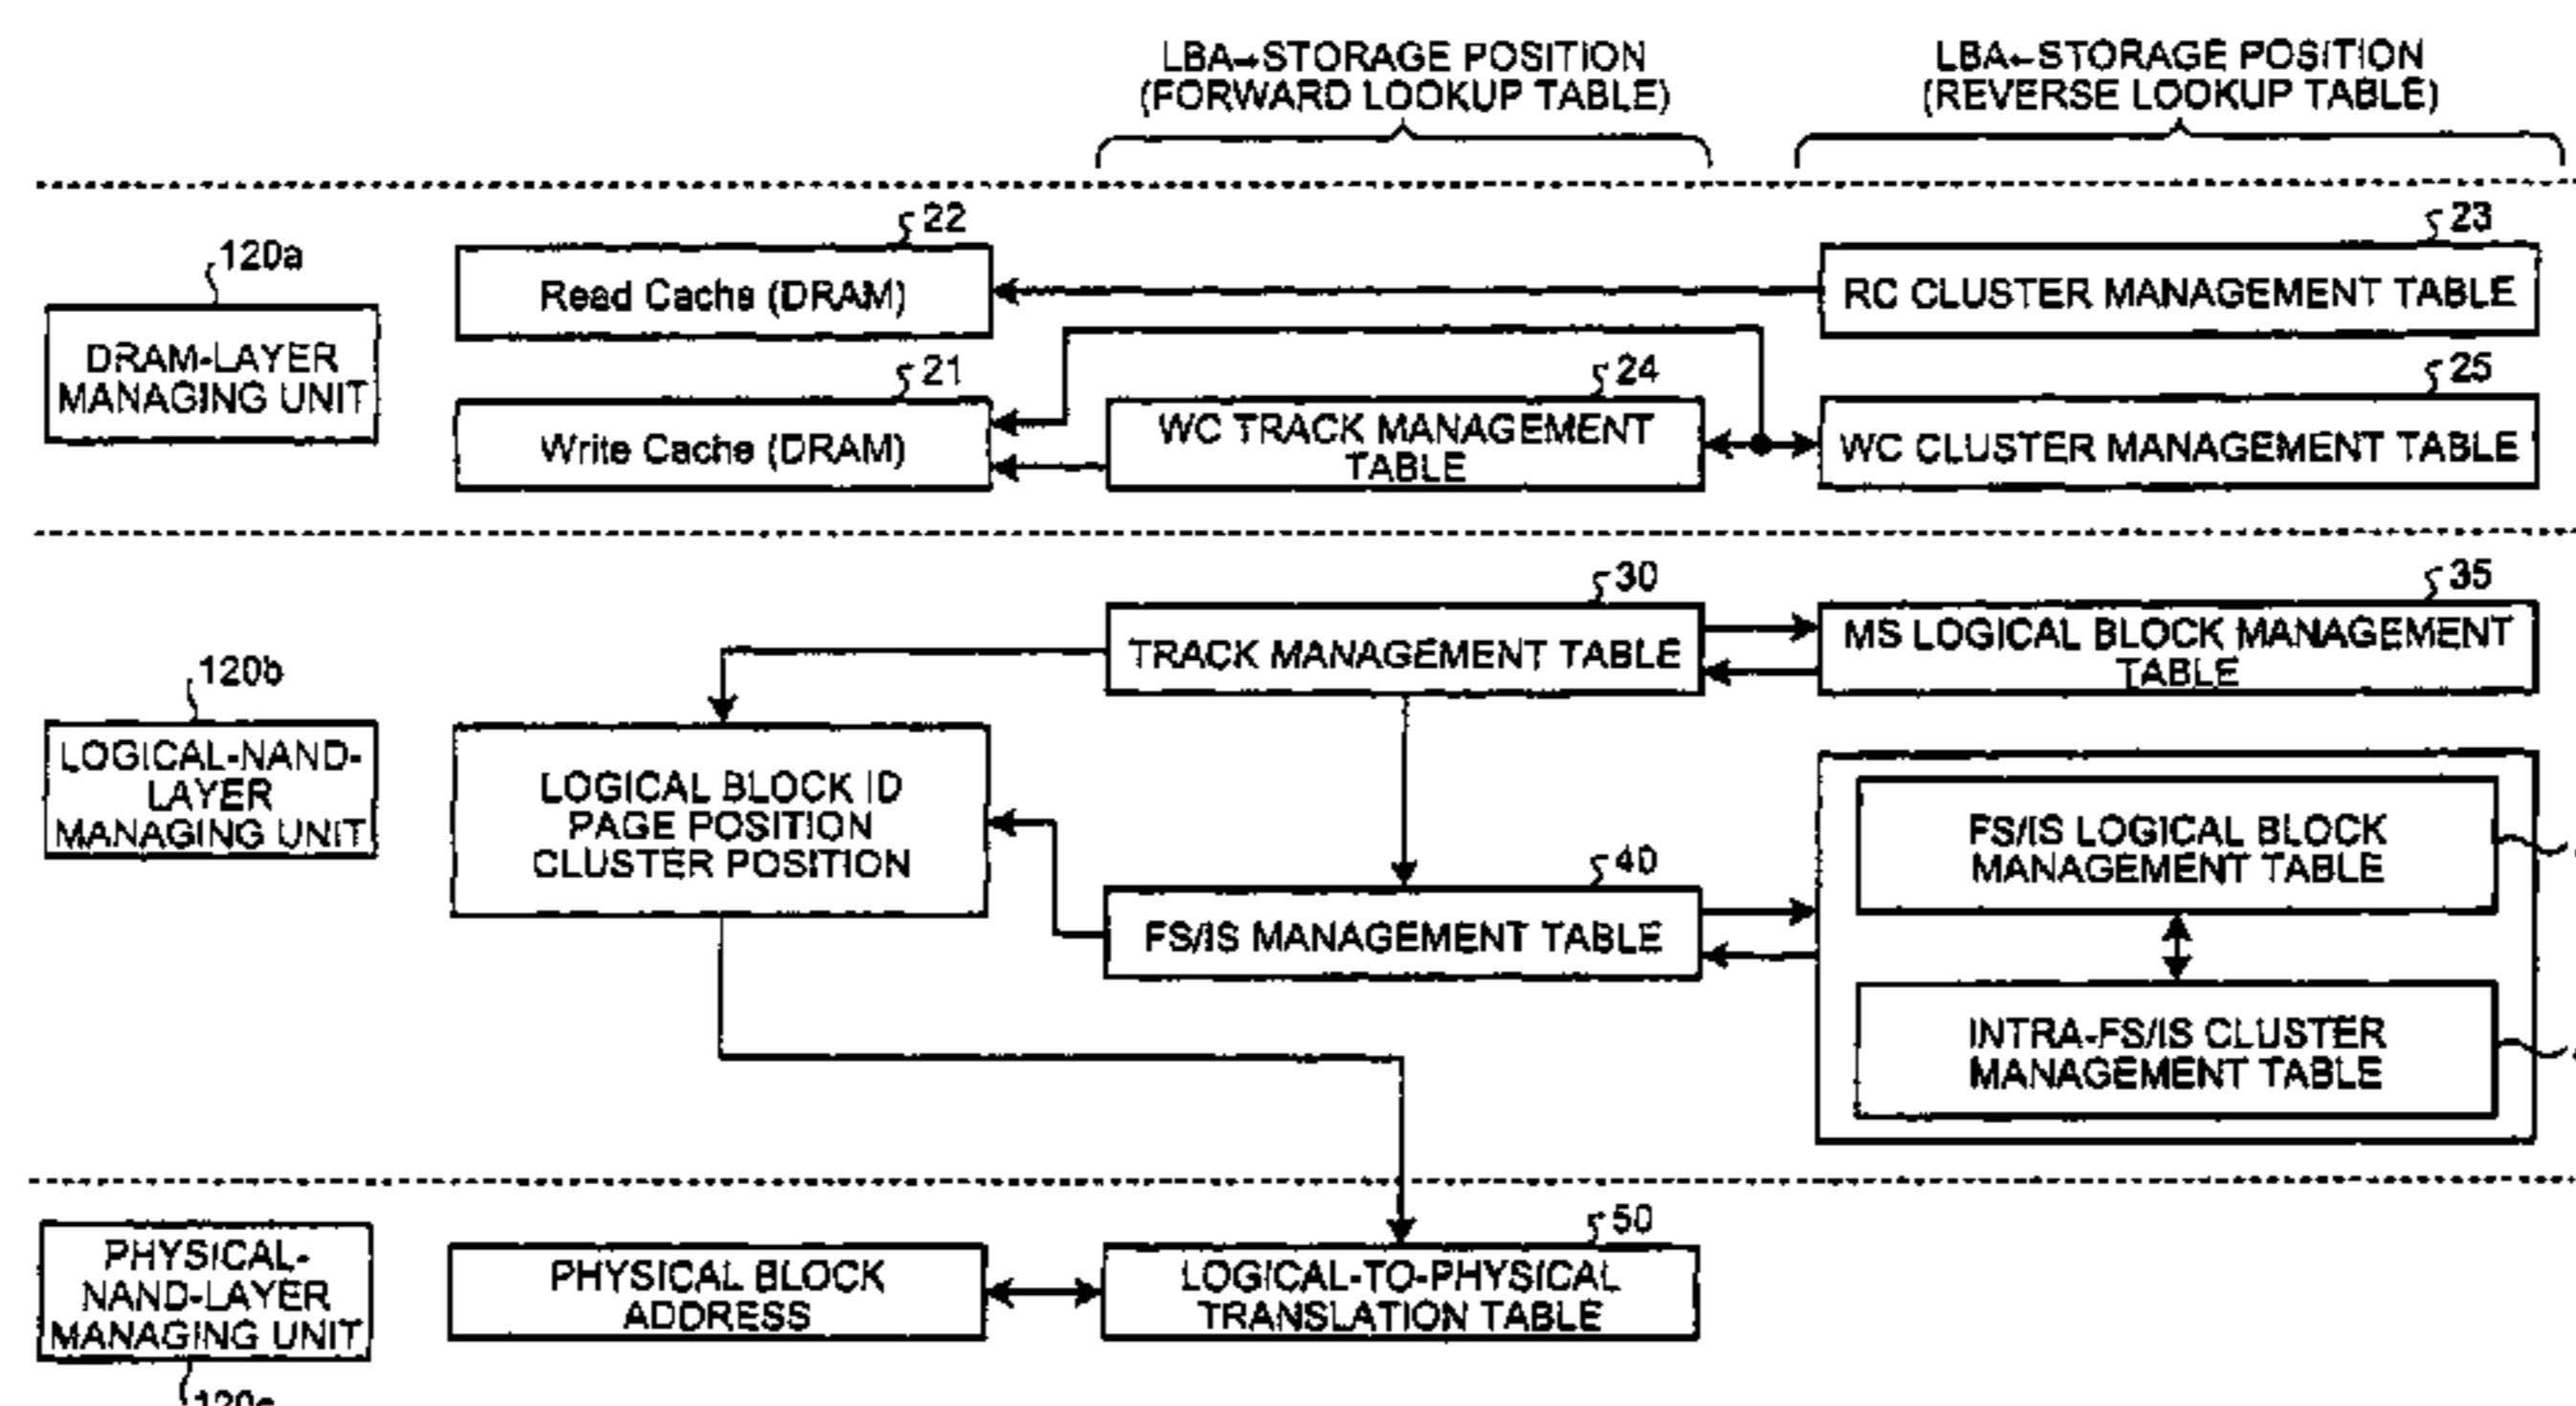 LBA→STORAGE POSITION
(FORWARD LOOKUP TABLE)
LBA←STORAGE POSITION
(REVERSE LOOKUP TABLE)
120a
DRAM-LAYER
MANAGING UNIT
22
Read Cache (DRAM)
23
RC CLUSTER MANAGEMENT TABLE
21
Write Cache (DRAM)
24
WC TRACK MANAGEMENT
TABLE
25
WC CLUSTER MANAGEMENT TABLE
120b
LOGICAL-NAND-
LAYER
MANAGING UNIT
30
TRACK MANAGEMENT TABLE
35
MS LOGICAL BLOCK MANAGEMENT
TABLE
LOGICAL BLOCK ID
PAGE POSITION
CLUSTER POSITION
40
FS/IS MANAGEMENT TABLE
FS/IS LOGICAL BLOCK
MANAGEMENT TABLE
INTRA-FS/IS CLUSTER
MANAGEMENT TABLE
PHYSICAL-
NAND-LAYER
MANAGING UNIT
PHYSICAL BLOCK
ADDRESS
50
LOGICAL-TO-PHYSICAL
TRANSLATION TABLE